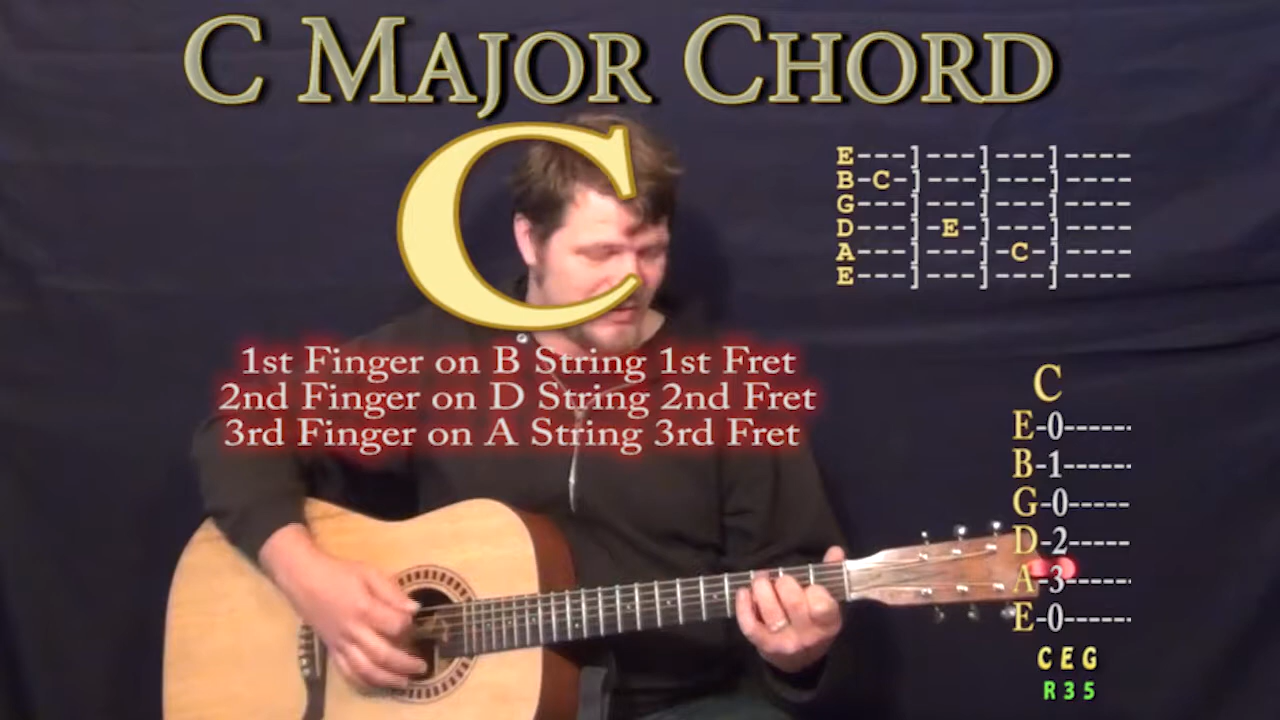 C MAJOR CHORD
C
E---]---]---]----
B-C-]---]---]----
G---]---]---]----
D---]-E-]---]----
A---]---]-C-]----
E---]---]---]----
1st Finger on B String 1st Fret
2nd Finger on D String 2nd Fret
3rd Finger on A String 3rd Fret
C
E-0------
B-1------
G-0-----
D-2------
A-3------
E-0------
C E G
R 3 5